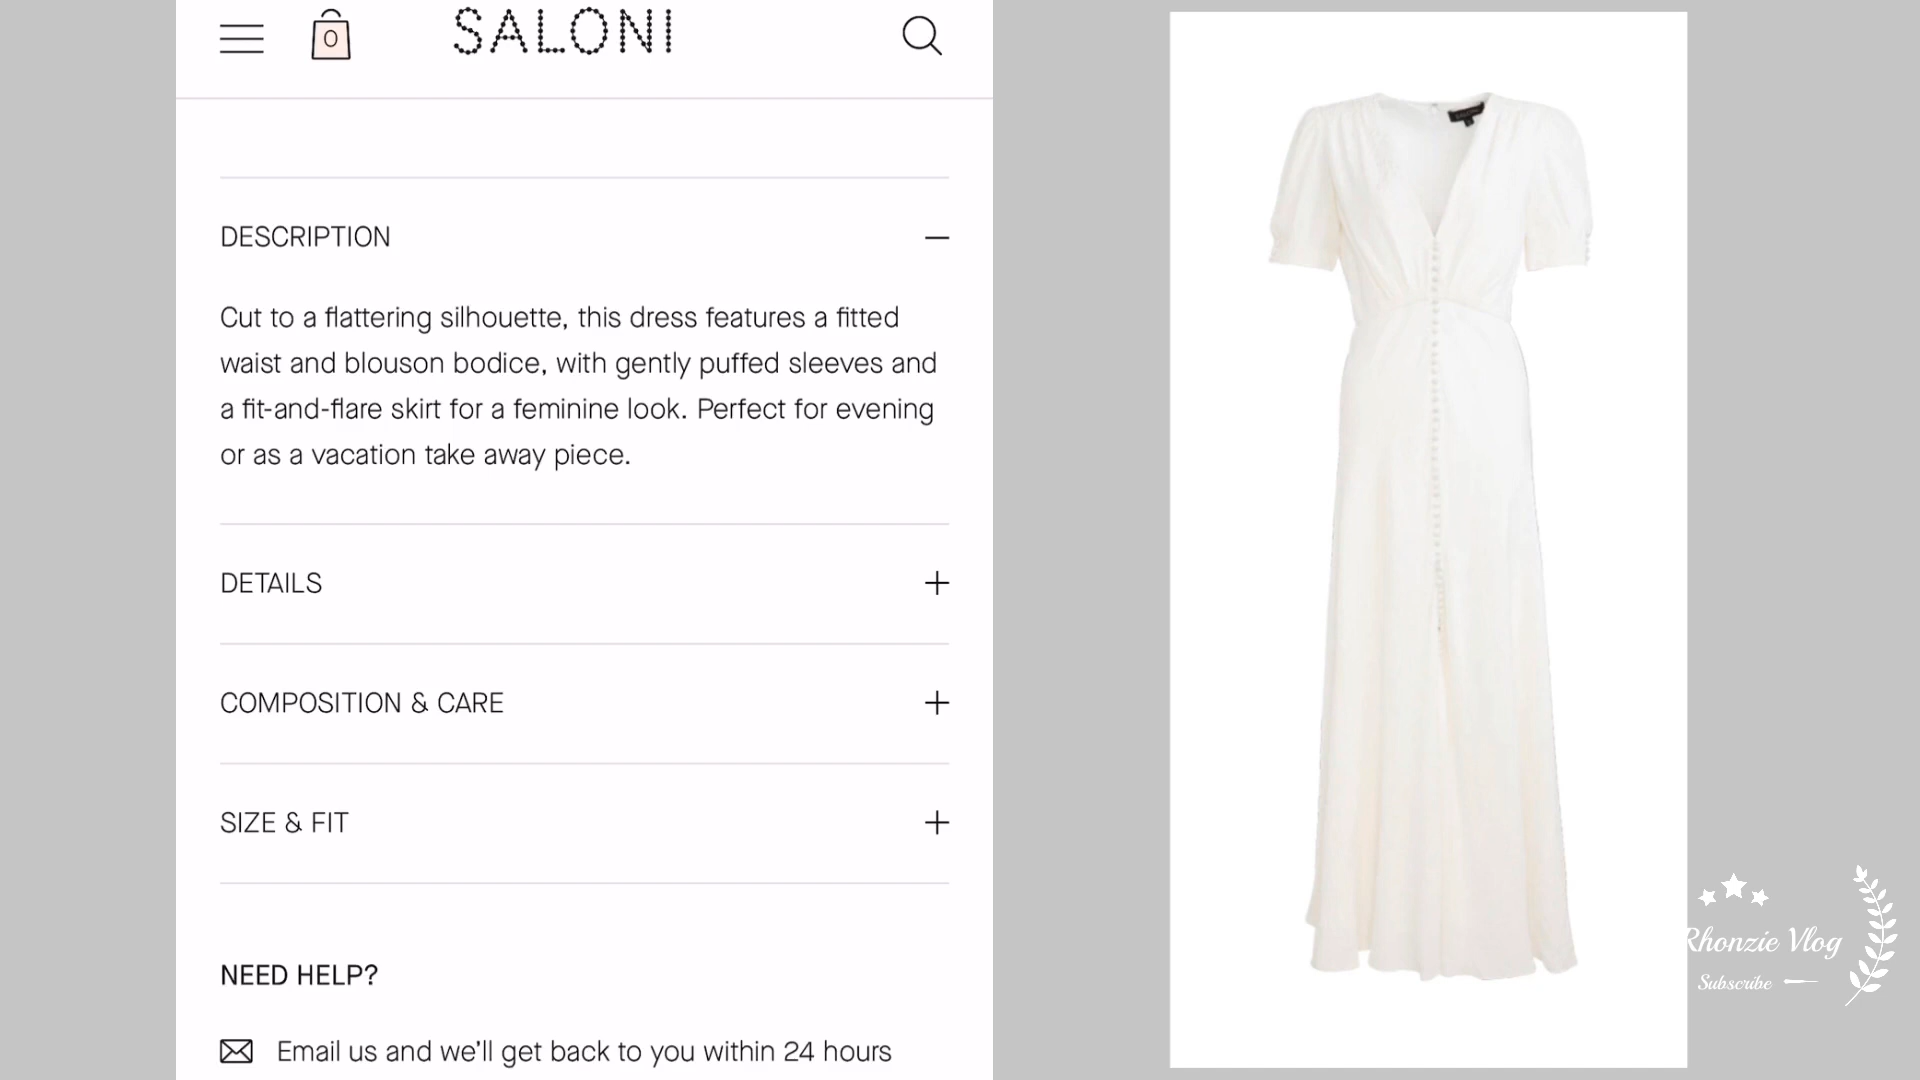 0
SALONI
DESCRIPTION
Cut to a flattering silhouette, this dress features a fitted
waist and blouson bodice, with gently puffed sleeves and
a fit-and-flare skirt for a feminine look. Perfect for evening
or as a vacation take away piece.
DETAILS
COMPOSITION & CARE
SIZE & FIT
NEED HELP?
Email us and we’ll get back to you within 24 hours
SALONI
Rhonzie Vlog
Subscribe